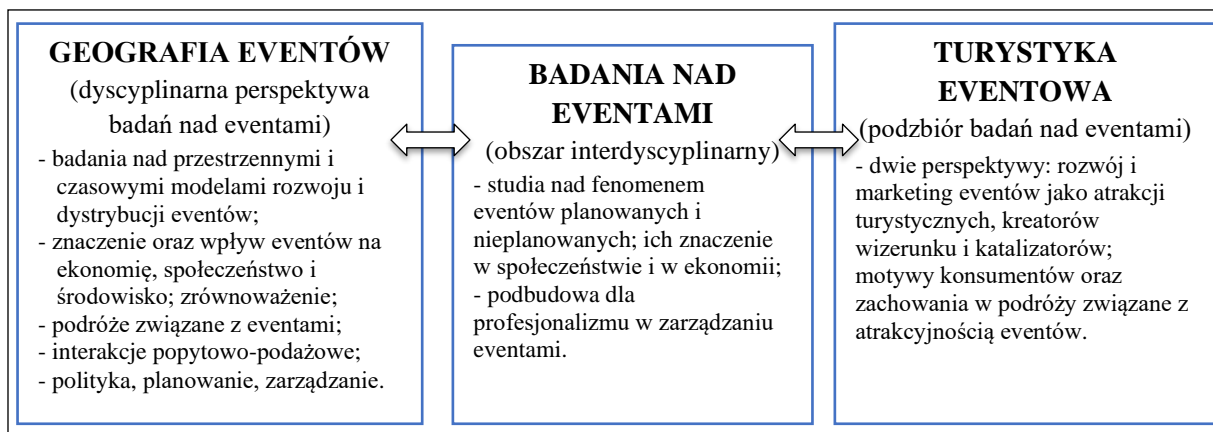 GEOGRAFIA EVENTÓW
(dyscyplinarna perspektywa
badań nad eventami)
- badania nad przestrzennymi i
czasowymi modelami rozwoju i
dystrybucji eventów;
- znaczenie oraz wpływ eventów na
ekonomię, społeczeństwo i
środowisko; zrównoważenie;
- podróże związane z eventami;
- interakcje popytowo-podażowe;
- polityka, planowanie, zarządzanie.
BADANIA NAD
EVENTAMI
(obszar interdyscyplinarny)
- studia nad fenomenem
eventów planowanych i
nieplanowanych; ich znaczenie
w społeczeństwie i w ekonomii;
- podbudowa dla
profesjonalizmu w zarządzaniu
eventami.
TURYSTYKA
EVENTOWA
(podzbiór badań nad eventami)
- dwie perspektywy: rozwój i
marketing eventów jako atrakcji
turystycznych, kreatorów
wizerunku i katalizatorów;
motywy konsumentów oraz
zachowania w podróży związane z
atrakcyjnością eventów.